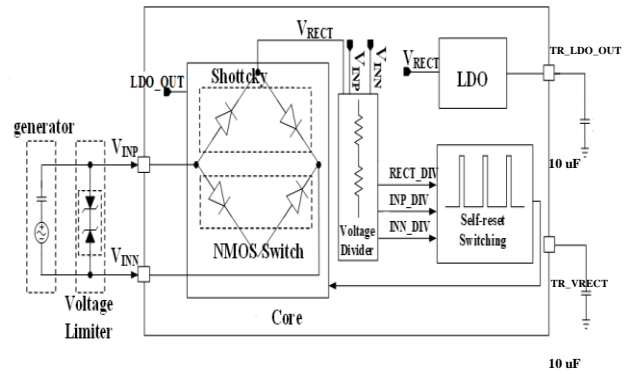 V_RECT
TR_LDO_OUT
V_INP
V_INN
V_RECT
LDO
LDO_OUT
Shottcky
generator
V_INP
10 uF
RECT_DIV
INP_DIV
INN_DIV
Self-reset
Switching
Voltage
Divider
NMOS Switch
V_INN
Voltage
Limiter
Core
TR_VRECT
10 uF